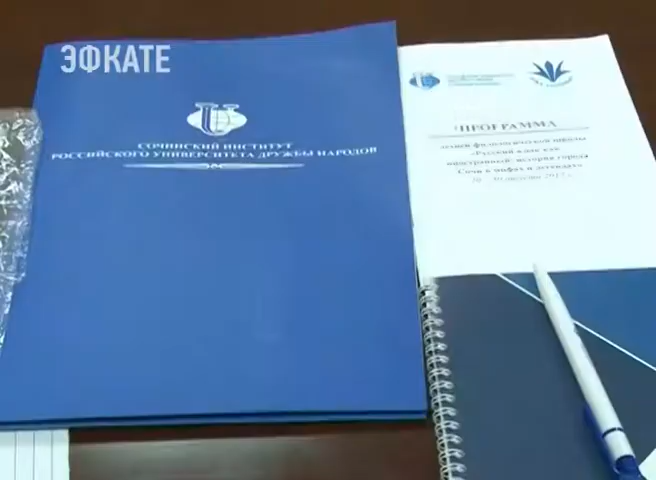 ЭФКАТЕ
СОЧИНСКИЙ ИНСТИТУТ
РОССИЙСКОГО УНИВЕРСИТЕТА ДРУЖБЫ НАРОДОВ
ПРОГРАММА
летней филологической школы
«Русский язык как
иностранный: история города
Сочи в мифах и легендах»